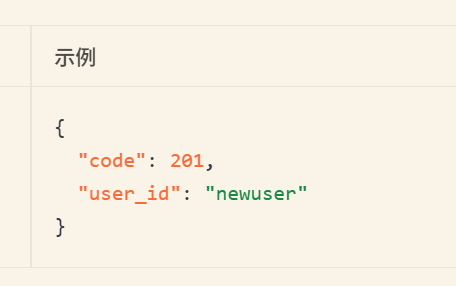 示例
{
"code": 201,
"user_id": "newuser"
}